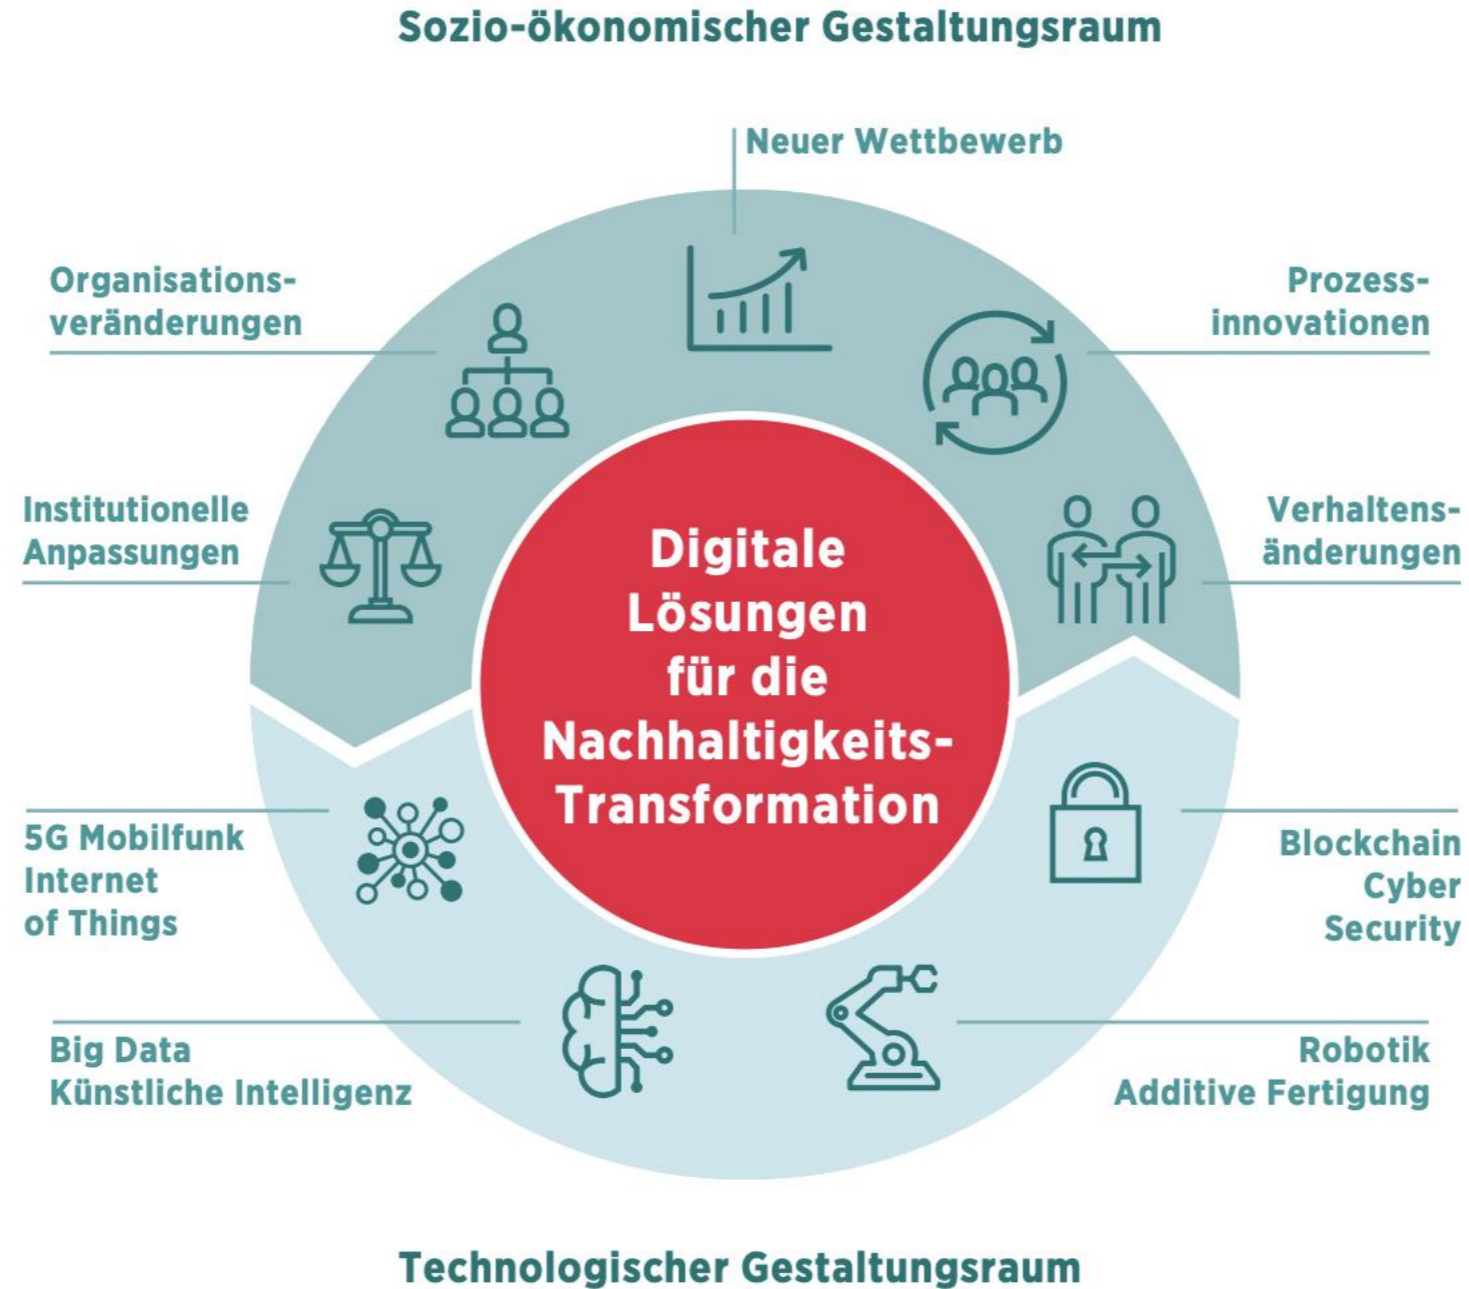 Sozio-ökonomischer Gestaltungsraum
Neuer Wettbewerb
Organisations-
veränderungen
Prozess-
innovationen
Institutionelle
Anpassungen
Verhaltens-
änderungen
Digitale
Lösungen
für die
Nachhaltigkeits-
Transformation
5G Mobilfunk
Internet
of Things
Blockchain
Cyber
Security
Big Data
Künstliche Intelligenz
Robotik
Additive Fertigung
Technologischer Gestaltungsraum